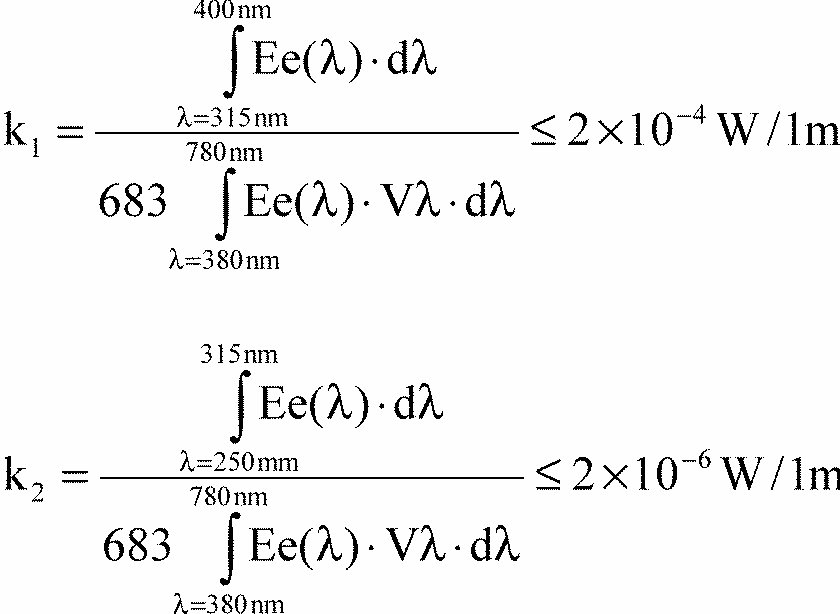 400nm
∫Ee(λ)·dλ
λ=315nm
k₁ = ――― ≤ 2×10⁻⁴ W/1m
780nm
683 ∫Ee(λ)·Vλ·dλ
λ=380nm
315nm
∫Ee(λ)·dλ
λ=250mm
k₂ = ――― ≤ 2×10⁻⁶ W/1m
780nm
683 ∫Ee(λ)·Vλ·dλ
λ=380nm